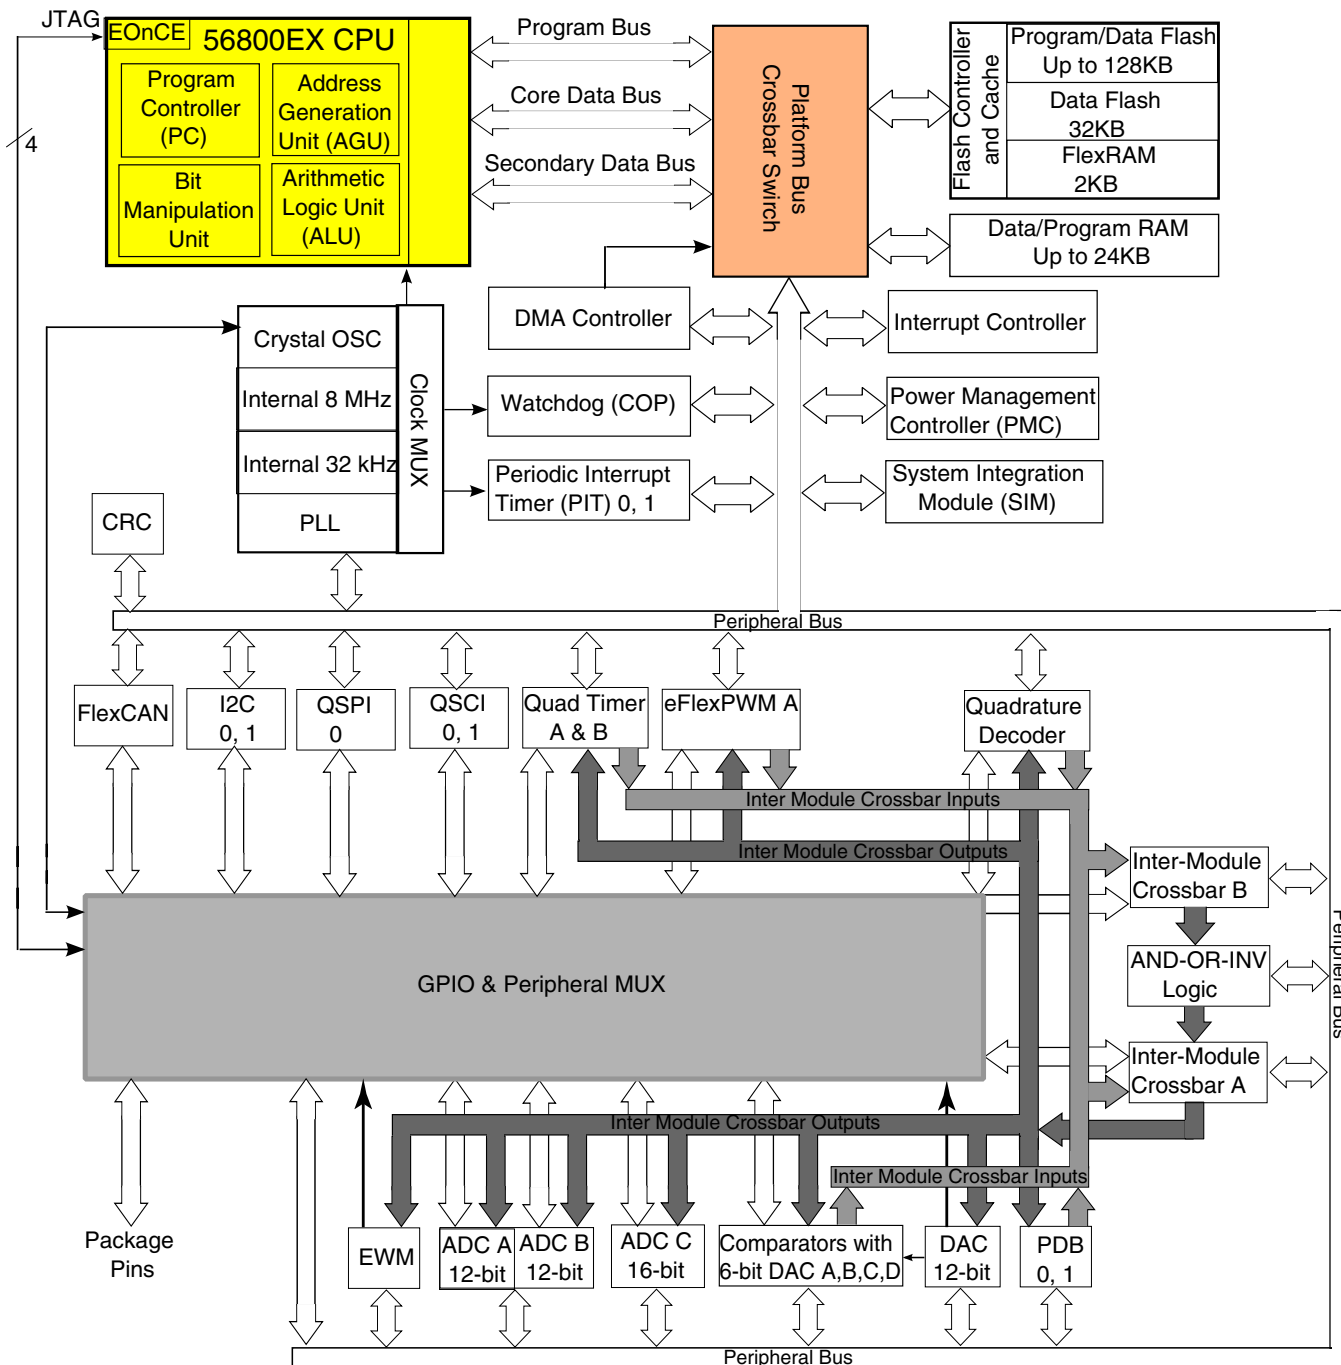 JTAG
EOnCE
56800EX CPU
Program
Controller
(PC)
Address
Generation
Unit (AGU)
Bit
Manipulation
Unit
Arithmetic
Logic Unit
(ALU)
4
Program Bus
Core Data Bus
Secondary Data Bus
Platform Bus
Crossbar Swirch
Flash Controller
and Cache
Program/Data Flash
Up to 128KB
Data Flash
32KB
FlexRAM
2KB
Data/Program RAM
Up to 24KB
DMA Controller
Interrupt Controller
Crystal OSC
Internal 8 MHz
Internal 32 kHz
PLL
Clock MUX
Watchdog (COP)
Power Management
Controller (PMC)
Periodic Interrupt
Timer (PIT) 0, 1
System Integration
Module (SIM)
CRC
Peripheral Bus
FlexCAN
I2C
0, 1
QSPI
0
QSCI
0, 1
Quad Timer
A & B
eFlexPWM A
Quadrature
Decoder
Inter Module Crossbar Inputs
Inter Module Crossbar Outputs
Inter-Module
Crossbar B
AND-OR-INV
Logic
Inter-Module
Crossbar A
Peripheral Bus
GPIO & Peripheral MUX
Inter Module Crossbar Outputs
Inter Module Crossbar Inputs
Package
Pins
EWM
ADC A
12-bit
ADC B
12-bit
ADC C
16-bit
Comparators with
6-bit DAC A,B,C,D
DAC
12-bit
PDB
0, 1
Peripheral Bus